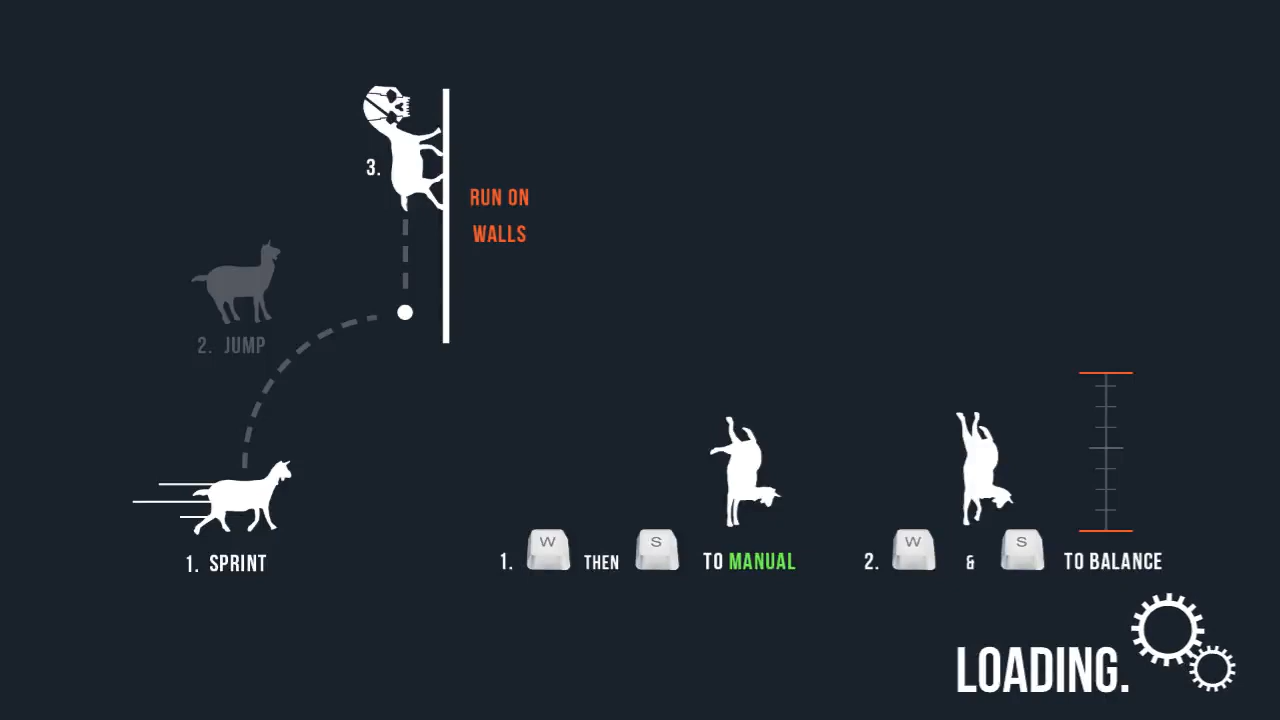 3.
RUN ON
WALLS
2. JUMP
1. SPRINT
1. W THEN S TO MANUAL
2. W & S TO BALANCE
LOADING.